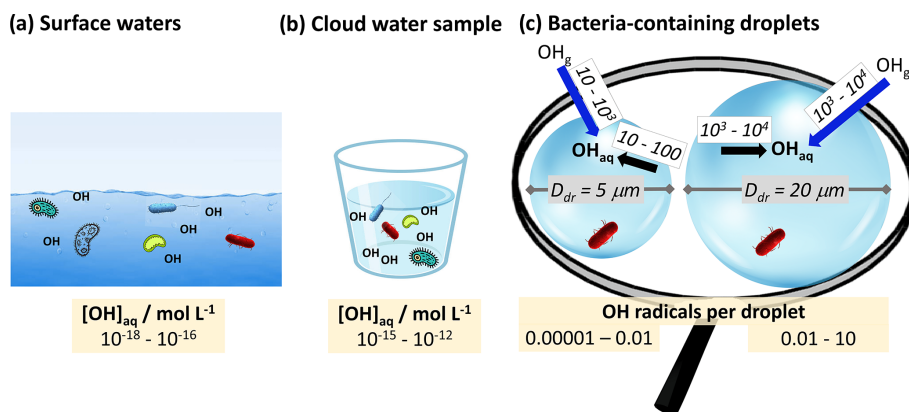 (a) Surface waters
OH
OH
OH
OH
OH
[OH]aq / mol L-1
10-18 - 10-16
(b) Cloud water sample
OH
OH
OH
OH
OH
OH
[OH]aq / mol L-1
10-15 - 10-12
(c) Bacteria-containing droplets
OHg
10 - 10³
OHaq
10 - 100
Ddr = 5 μm
OHg
10³ - 10⁴
10³ - 10⁴
OHaq
Ddr = 20 μm
OH radicals per droplet
0.00001 – 0.01
0.01 - 10